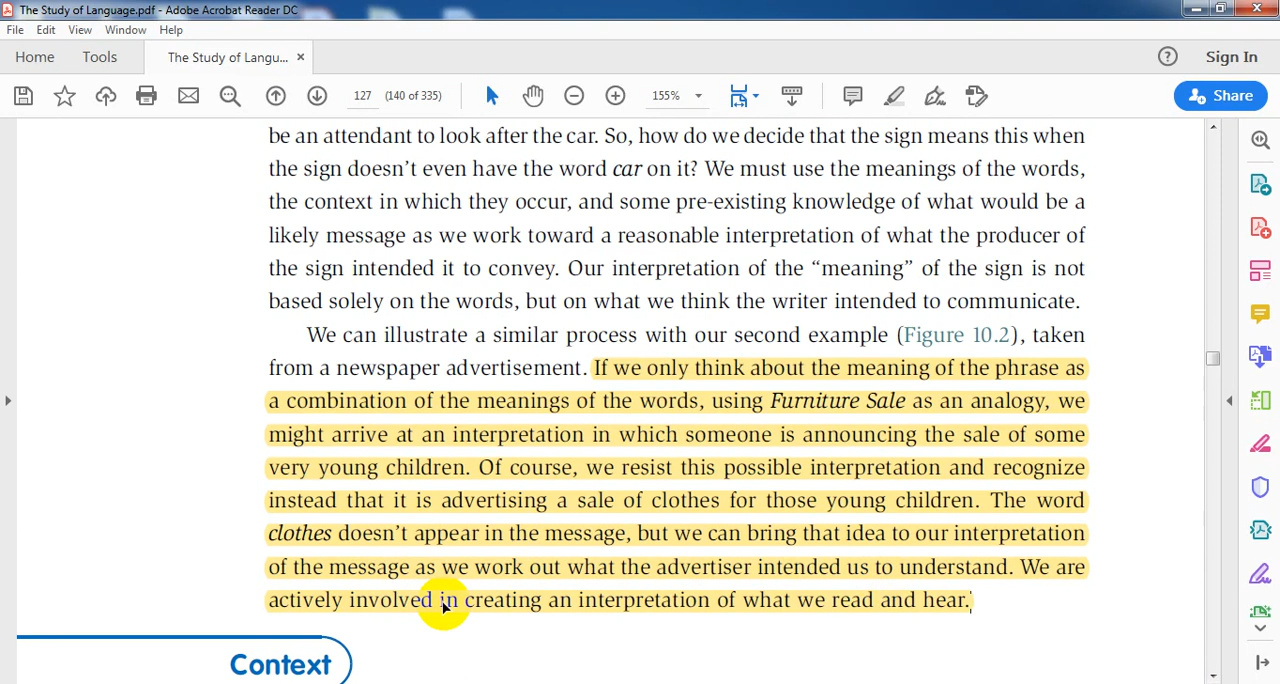 The Study of Language.pdf - Adobe Acrobat Reader DC
File Edit View Window Help
Home Tools The Study of Langu... × ? Sign In
127 (140 of 335) 155% Share
be an attendant to look after the car. So, how do we decide that the sign means this when
the sign doesn’t even have the word car on it? We must use the meanings of the words,
the context in which they occur, and some pre-existing knowledge of what would be a
likely message as we work toward a reasonable interpretation of what the producer of
the sign intended it to convey. Our interpretation of the “meaning” of the sign is not
based solely on the words, but on what we think the writer intended to communicate.
We can illustrate a similar process with our second example (Figure 10.2), taken
from a newspaper advertisement. If we only think about the meaning of the phrase as
a combination of the meanings of the words, using Furniture Sale as an analogy, we
might arrive at an interpretation in which someone is announcing the sale of some
very young children. Of course, we resist this possible interpretation and recognize
instead that it is advertising a sale of clothes for those young children. The word
clothes doesn’t appear in the message, but we can bring that idea to our interpretation
of the message as we work out what the advertiser intended us to understand. We are
actively involved in creating an interpretation of what we read and hear.
Context